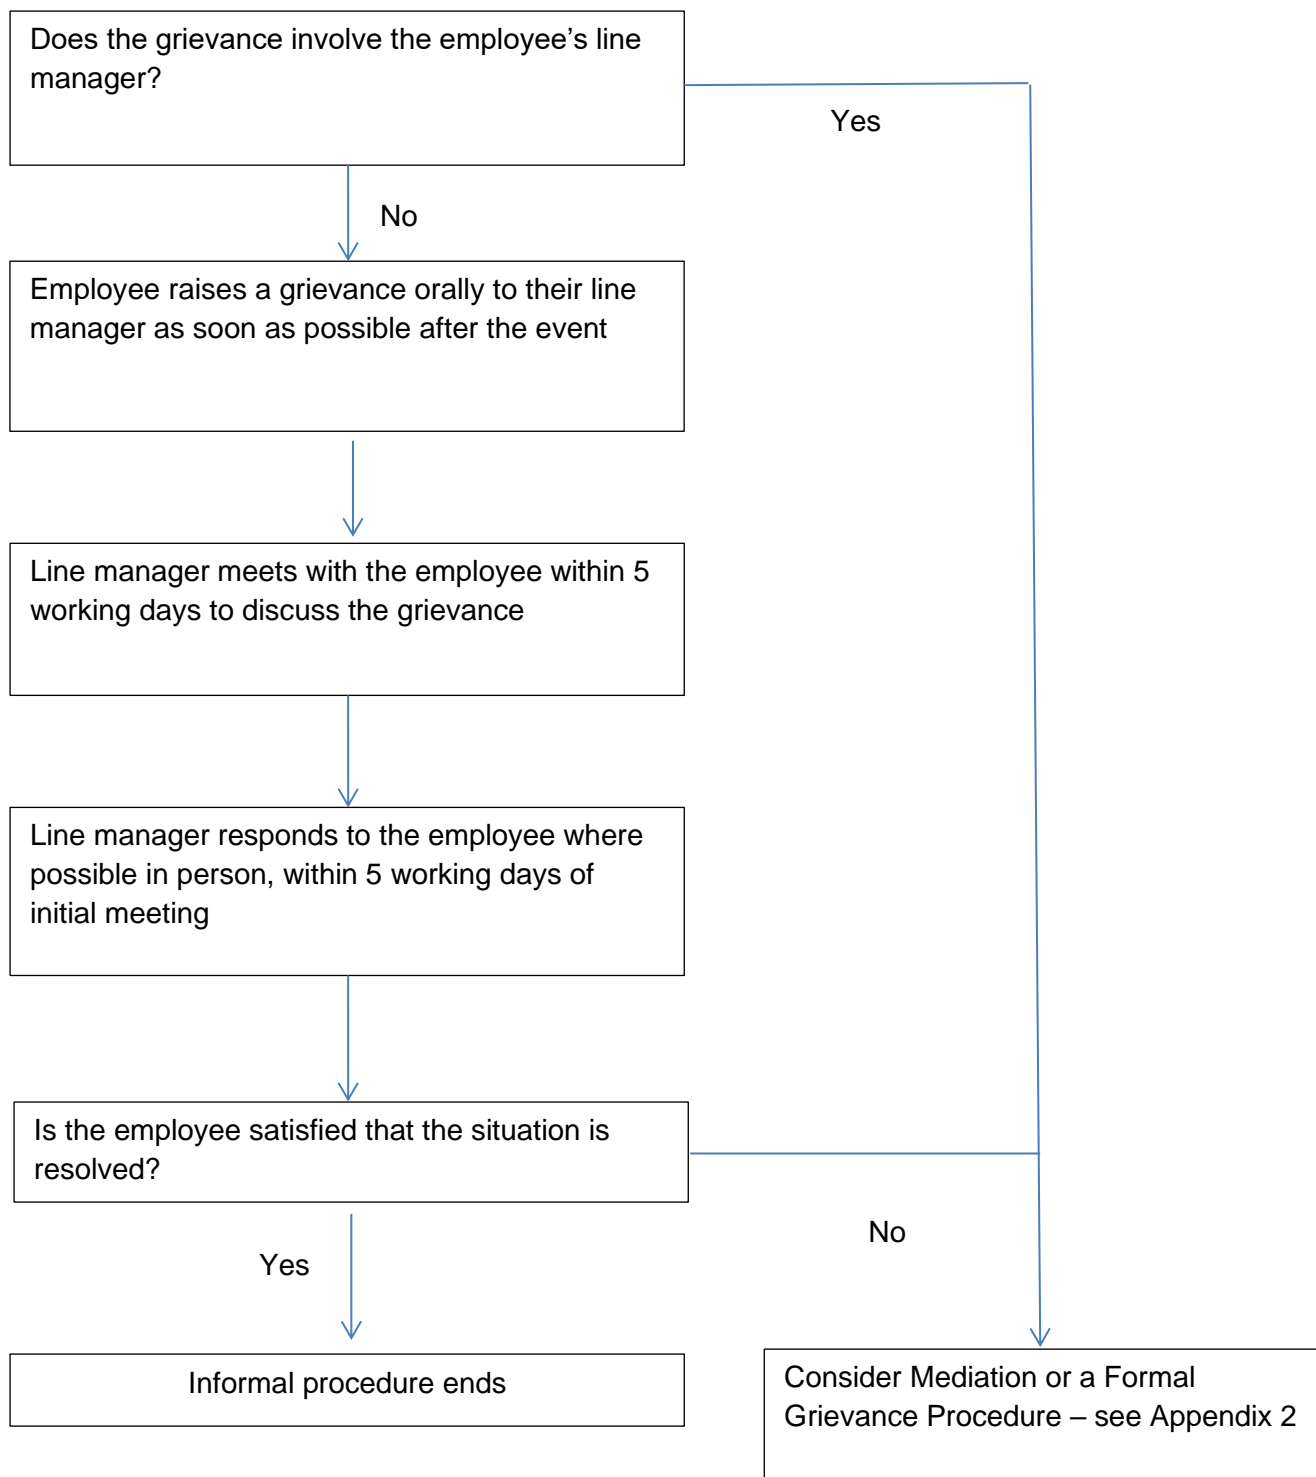 Does the grievance involve the employee’s line
manager?
Yes
No
Employee raises a grievance orally to their line
manager as soon as possible after the event
Line manager meets with the employee within 5
working days to discuss the grievance
Line manager responds to the employee where
possible in person, within 5 working days of
initial meeting
Is the employee satisfied that the situation is
resolved?
No
Yes
Informal procedure ends
Consider Mediation or a Formal
Grievance Procedure – see Appendix 2